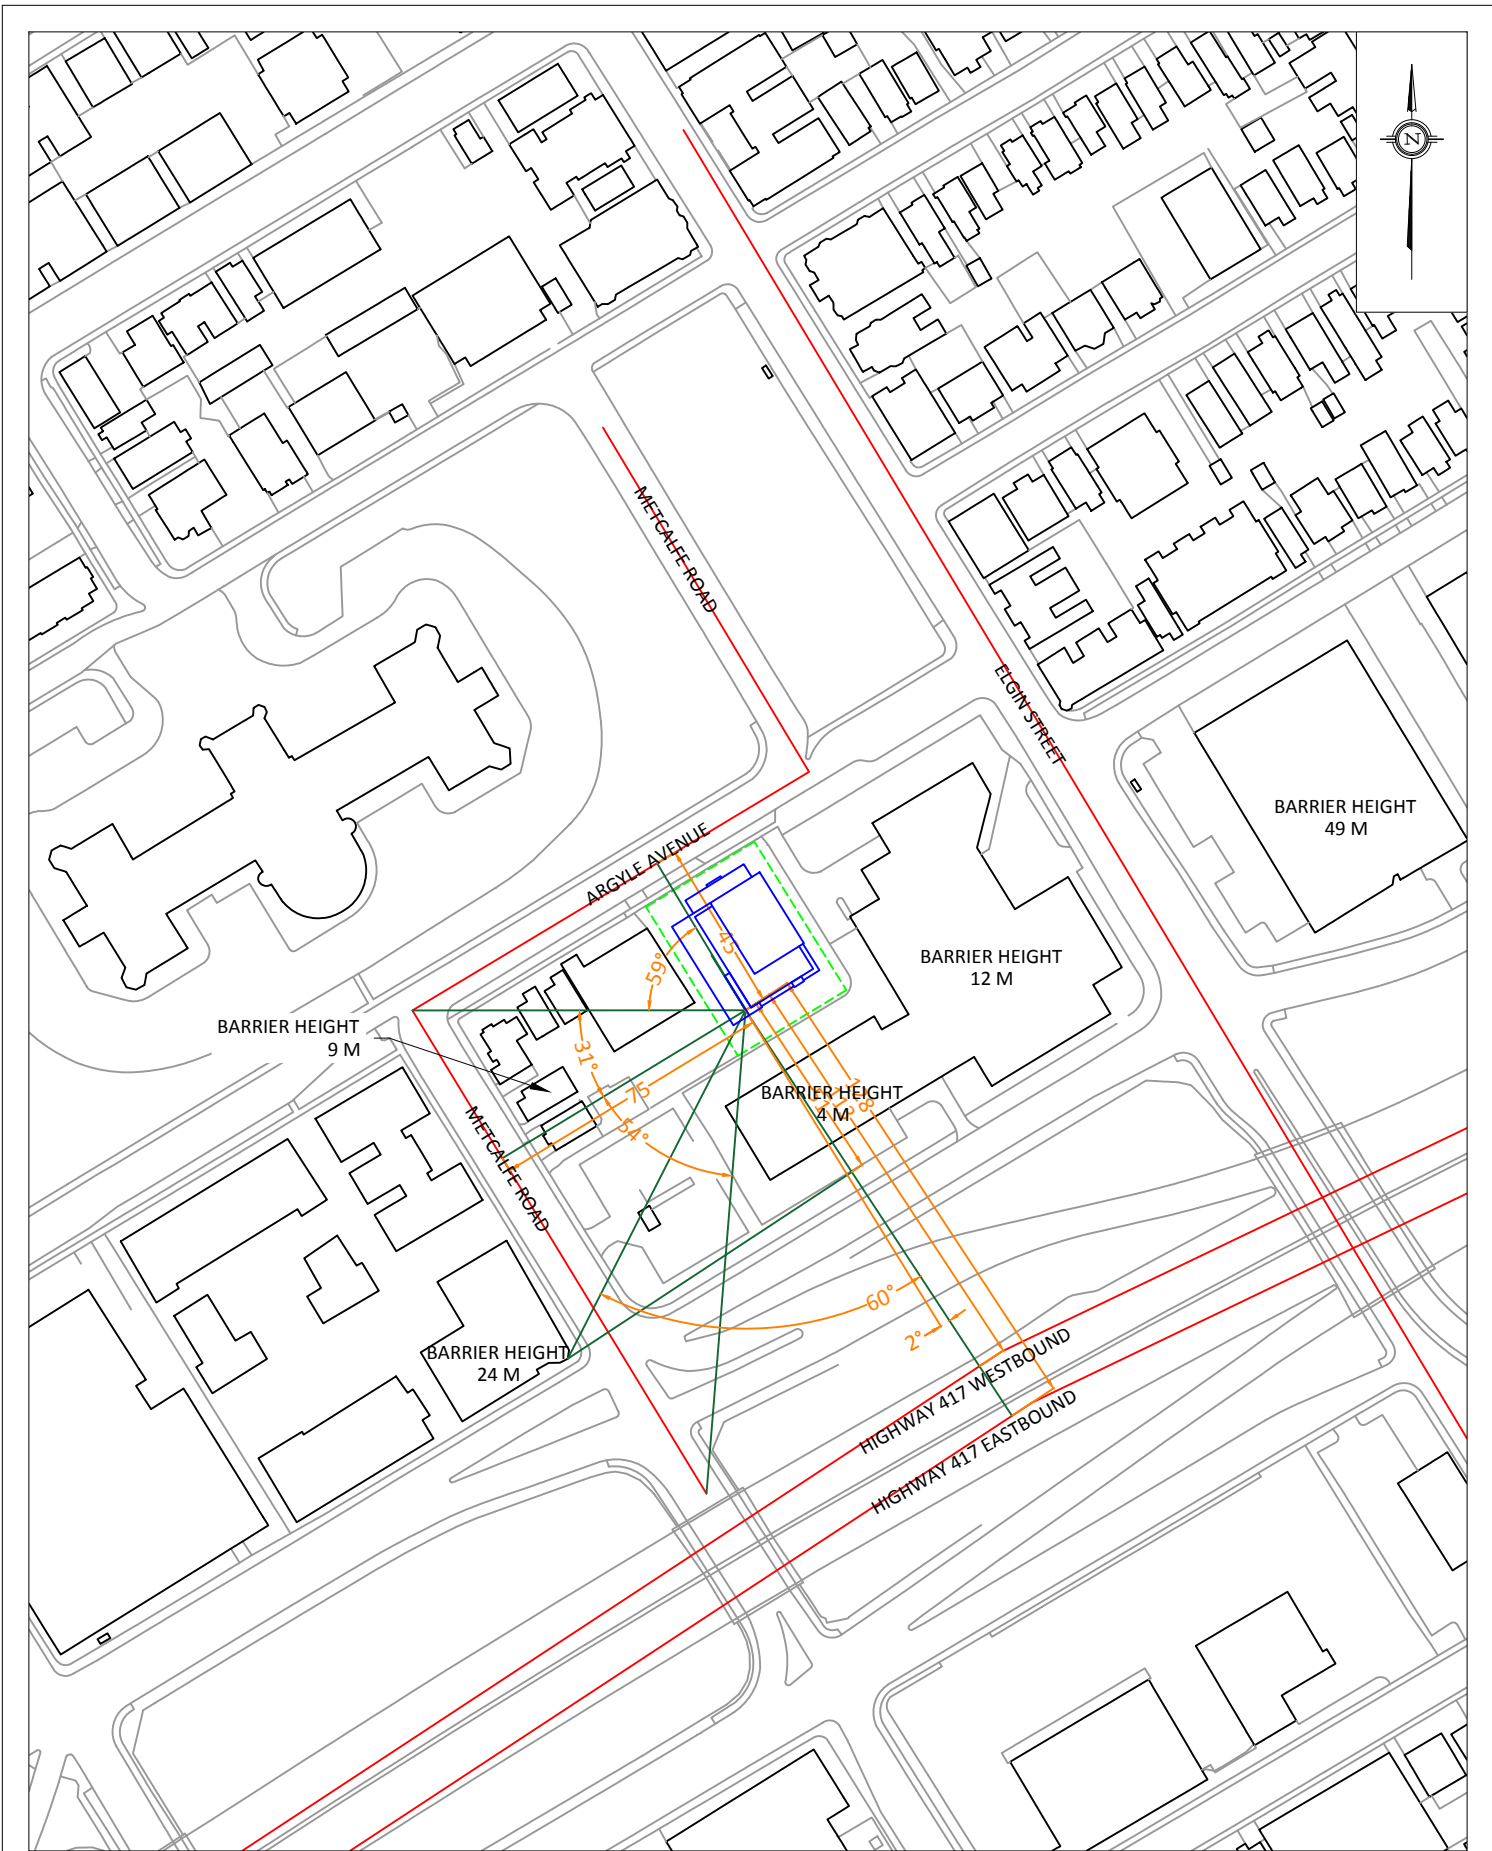 N
METCALFE ROAD
ELGIN STREET
BARRIER HEIGHT
49 M
ARGYLE AVENUE
45
59°
BARRIER HEIGHT
12 M
BARRIER HEIGHT
9 M
31°
75
BARRIER HEIGHT
4 M
54°
METCALFE ROAD
60°
2°
BARRIER HEIGHT
24 M
HIGHWAY 417 WESTBOUND
HIGHWAY 417 EASTBOUND